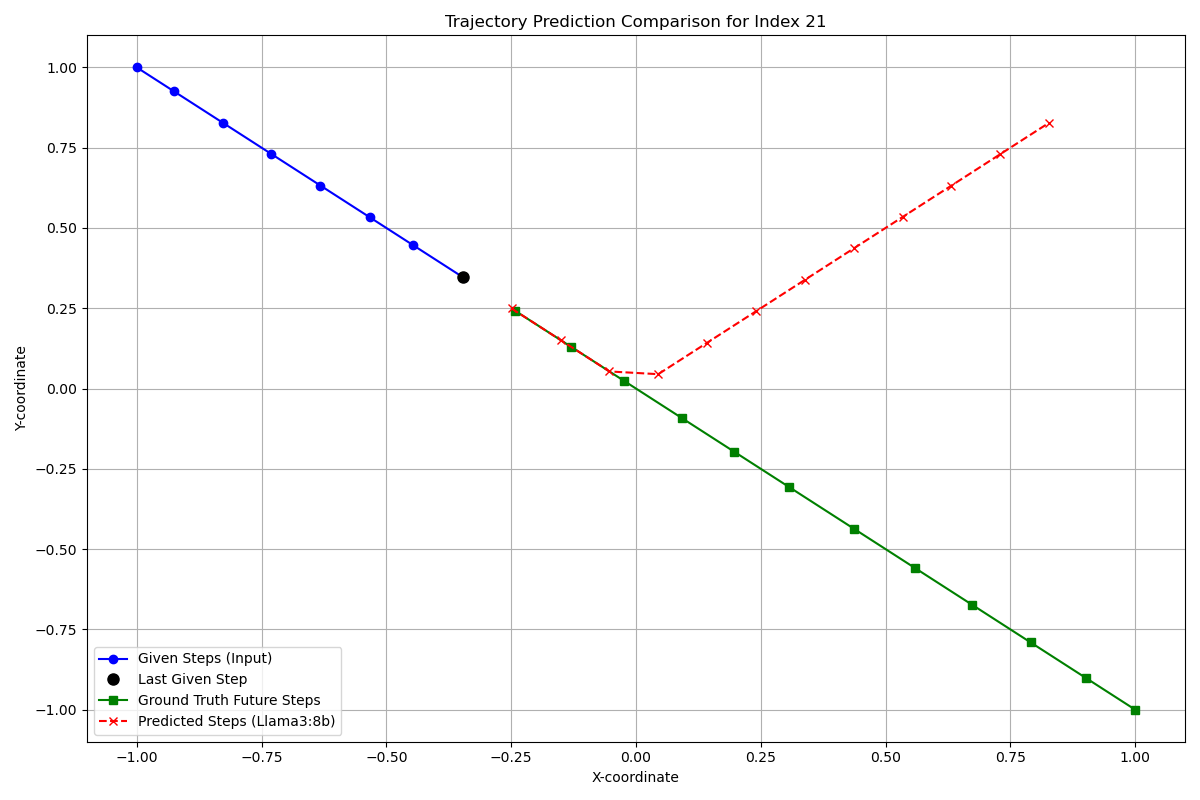 Trajectory Prediction Comparison for Index 21
1.00
0.75
0.50
0.25
0.00
−0.25
−0.50
−0.75
−1.00
Y-coordinate
Given Steps (Input)
Last Given Step
Ground Truth Future Steps
Predicted Steps (Llama3:8b)
−1.00 −0.75 −0.50 −0.25 0.00 0.25 0.50 0.75 1.00
X-coordinate